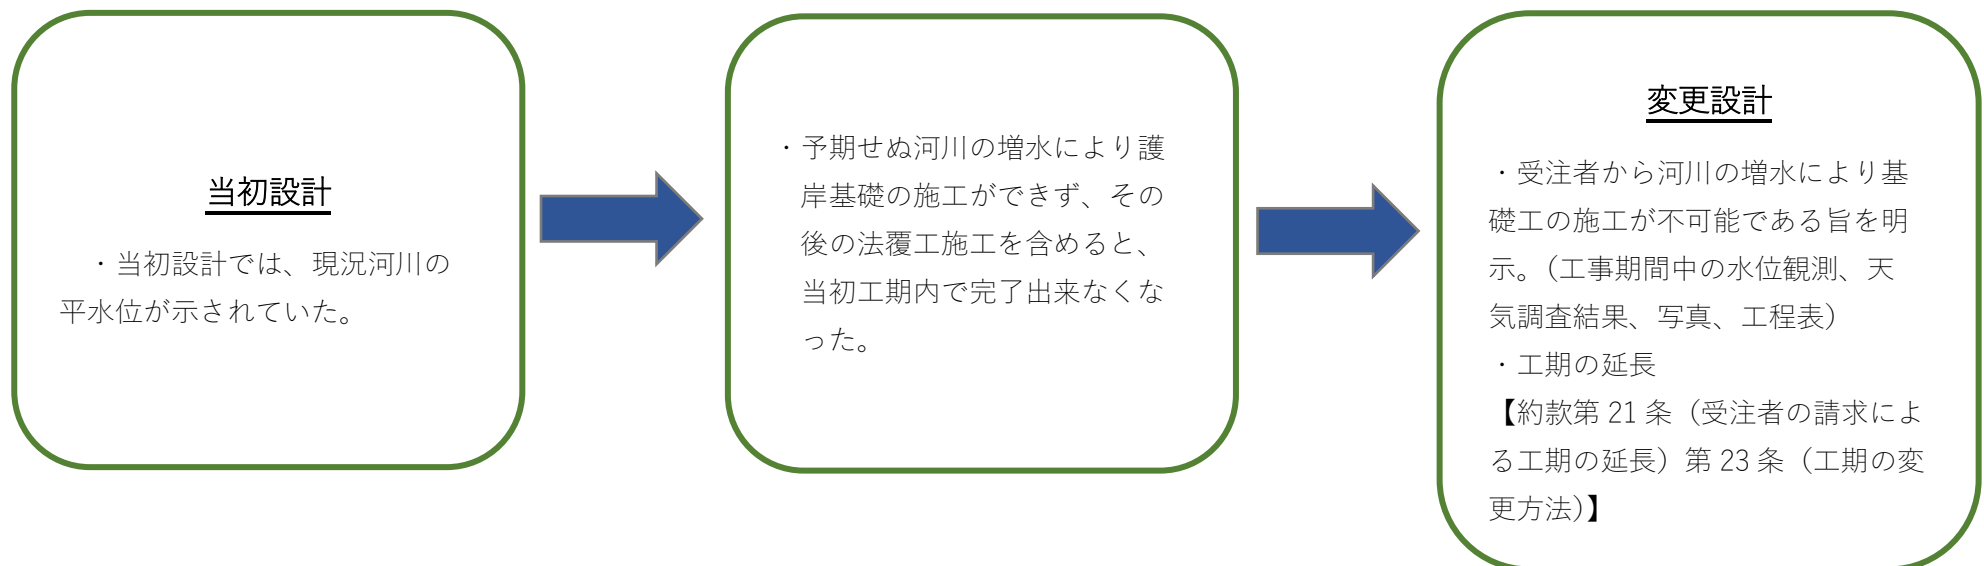 当初設計
・当初設計では、現況河川の
平水位が示されていた。
・予期せぬ河川の増水により護
岸基礎の施工ができず、その
後の法覆工施工を含めると、
当初工期内で完了出来なくな
った。
変更設計
・受注者から河川の増水により基
礎工の施工が不可能である旨を明
示。（工事期間中の水位観測、天
気調査結果、写真、工程表）
・工期の延長
【約款第 21 条（受注者の請求によ
る工期の延長）第 23 条（工期の変
更方法）】